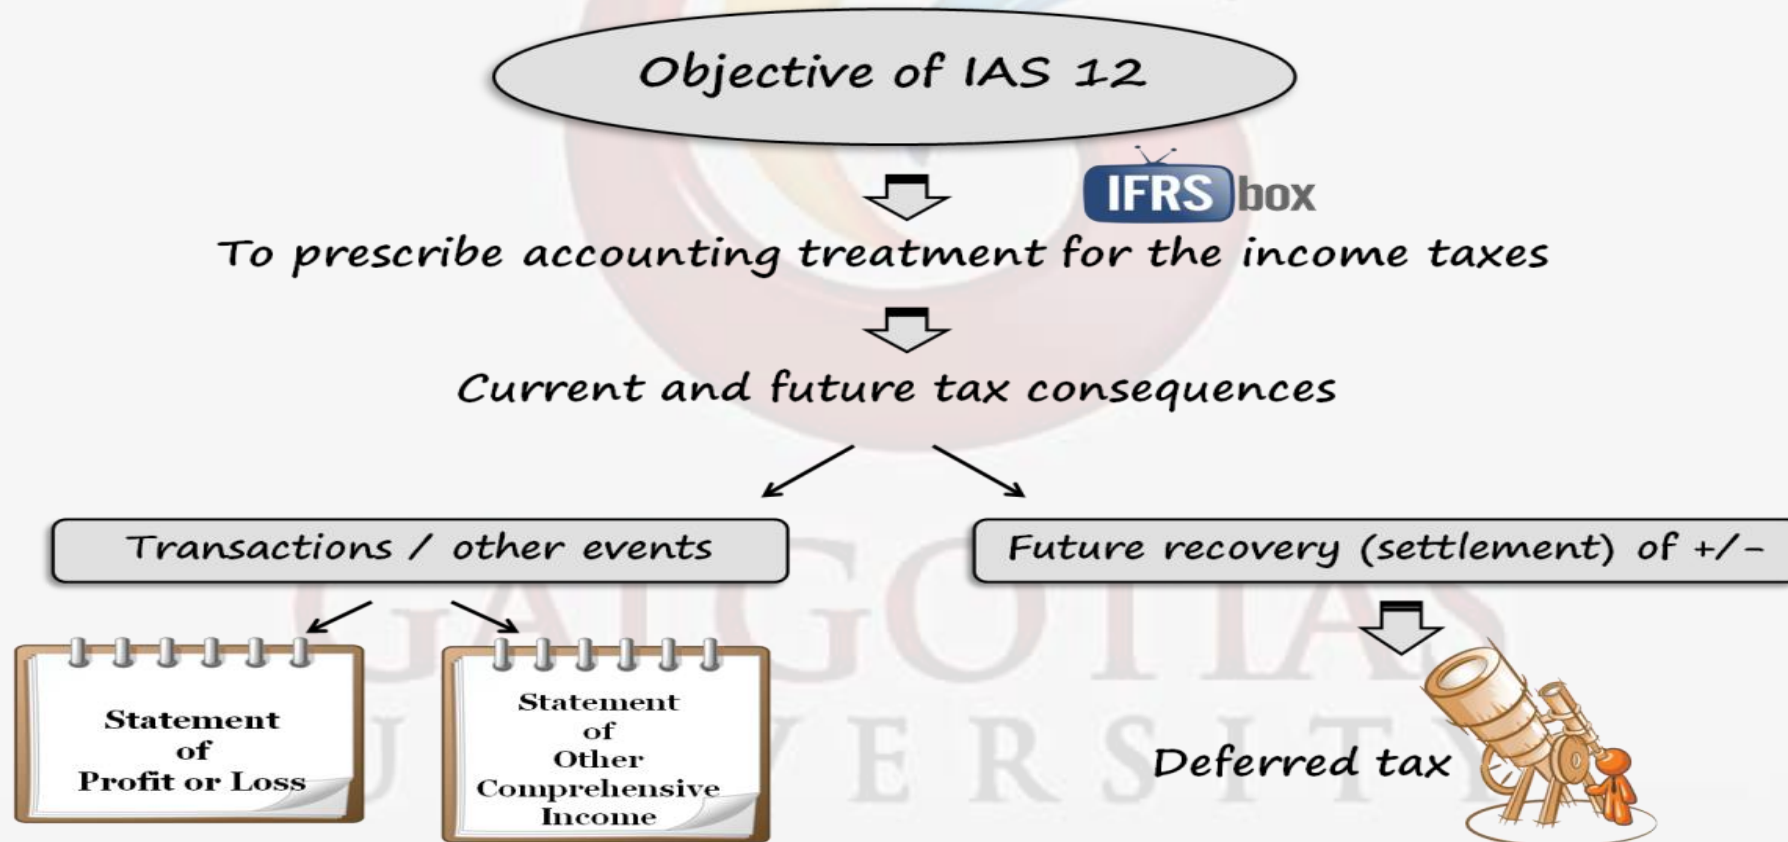 Objective of IAS 12
IFRS box
To prescribe accounting treatment for the income taxes
Current and future tax consequences
Transactions / other events
Future recovery (settlement) of +/-
Statement
of
Profit or Loss
Statement
of
Other
Comprehensive
Income
Deferred tax
GALGOTIAS
UNIVERSITY